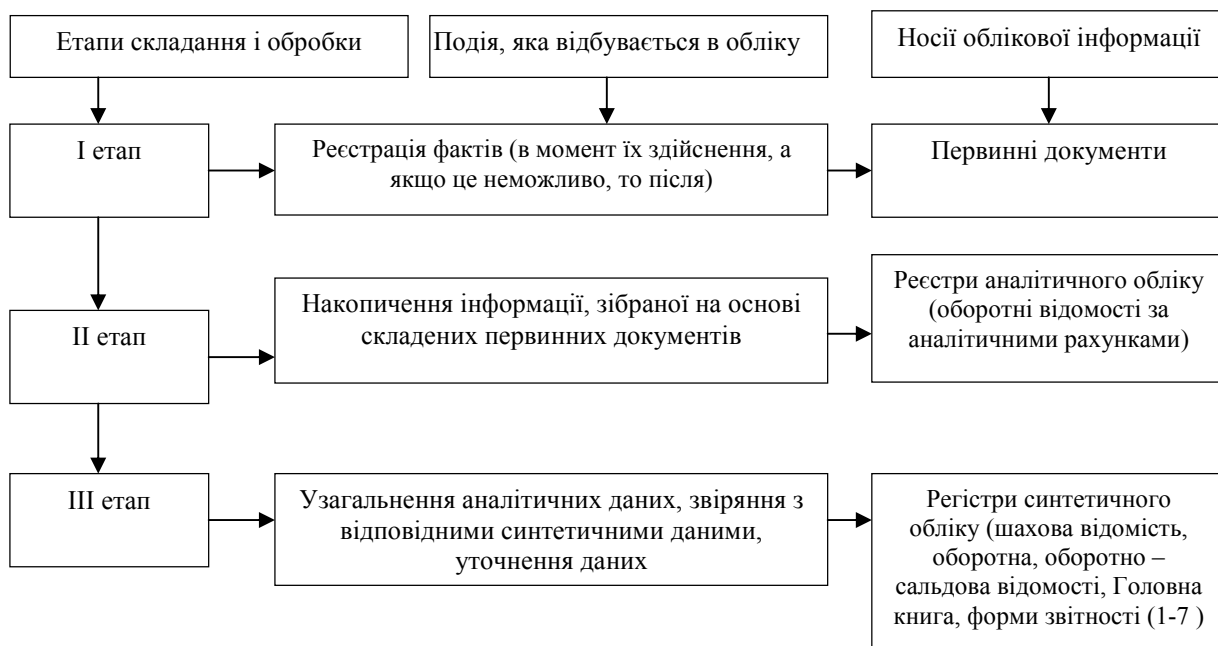 Етапи складання і обробки
Подія, яка відбувається в обліку
Носії облікової інформації
І етап
Реєстрація фактів (в момент їх здійснення, а
якщо це неможливо, то після)
Первинні документи
ІІ етап
Накопичення інформації, зібраної на основі
складених первинних документів
Реєстри аналітичного обліку
(оборотні відомості за
аналітичними рахунками)
ІІІ етап
Узагальнення аналітичних даних, звіряння з
відповідними синтетичними даними,
уточнення даних
Регістри синтетичного
обліку (шахова відомість,
оборотна, оборотно –
сальдова відомості, Головна
книга, форми звітності (1-7 )